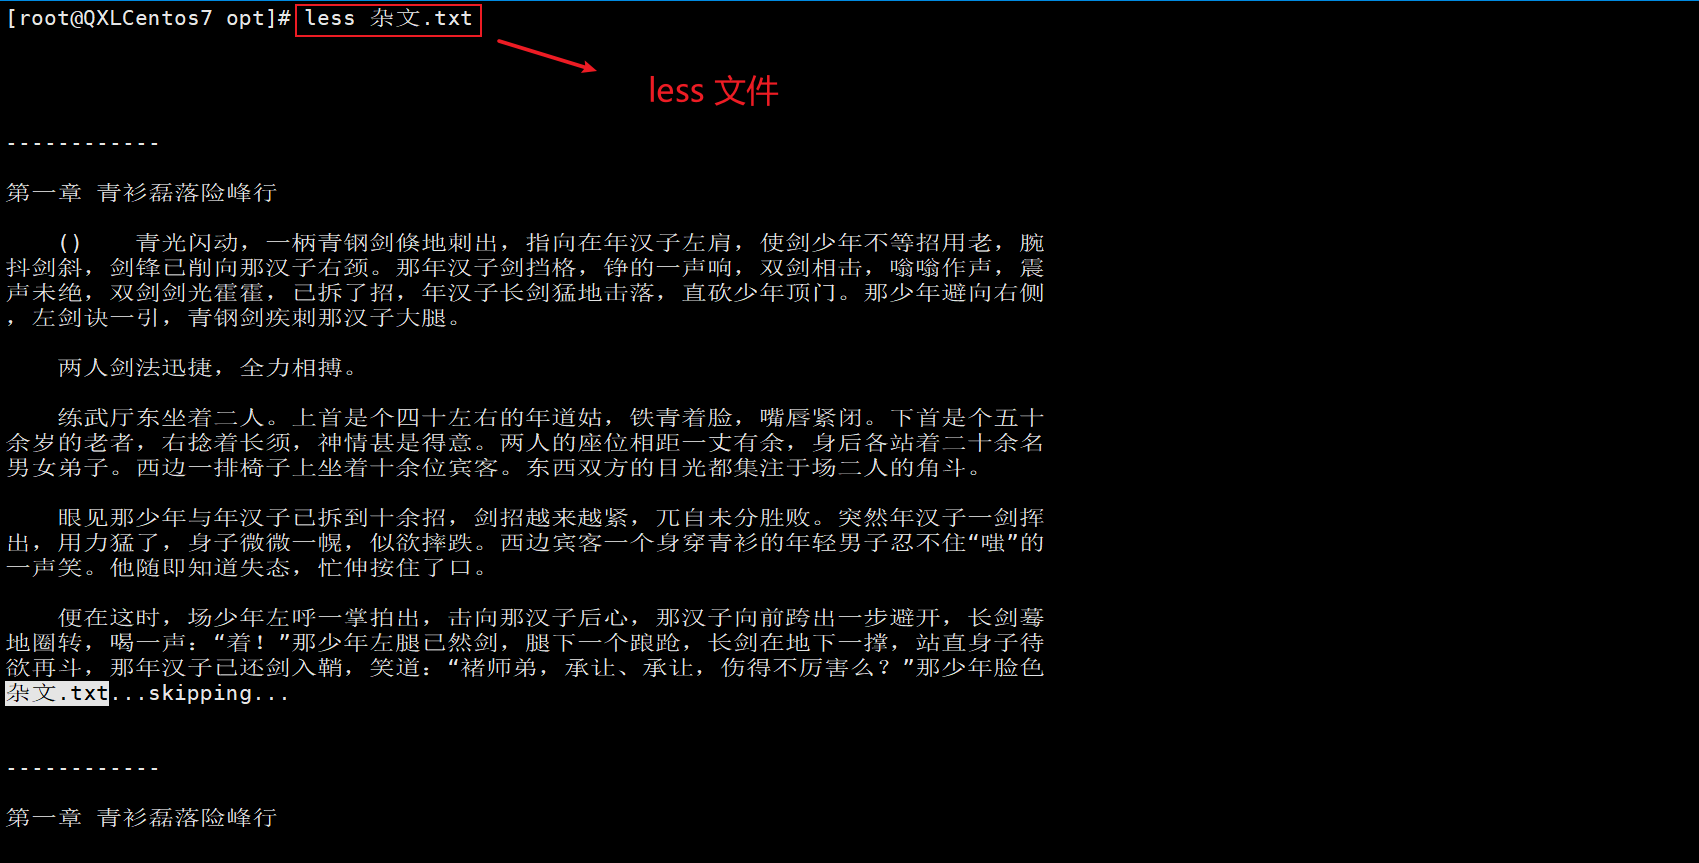 [root@QXLCentos7 opt]# less 杂文.txt
less 文件
------------
第一章 青衫磊落险峰行
()    青光闪动，一柄青钢剑倏地刺出，指向在年汉子左肩，使剑少年不等招用老，腕
抖剑斜，剑锋已削向那汉子右颈。那年汉子剑挡格，铮的一声响，双剑相击，嗡嗡作声，震
声未绝，双剑剑光霍霍，已拆了招，年汉子长剑猛地击落，直砍少年顶门。那少年避向右侧
，左剑诀一引，青钢剑疾刺那汉子大腿。
两人剑法迅捷，全力相搏。
练武厅东坐着二人。上首是个四十左右的年道姑，铁青着脸，嘴唇紧闭。下首是个五十
余岁的老者，右捻着长须，神情甚是得意。两人的座位相距一丈有余，身后各站着二十余名
男女弟子。西边一排椅子上坐着十余位宾客。东西双方的目光都集注于场二人的角斗。
眼见那少年与年汉子已拆到十余招，剑招越来越紧，兀自未分胜败。突然年汉子一剑挥
出，用力猛了，身子微微一幌，似欲摔跌。西边宾客一个身穿青衫的年轻男子忍不住“嗤”的
一声笑。他随即知道失态，忙伸按住了口。
便在这时，场少年左呼一掌拍出，击向那汉子后心，那汉子向前跨出一步避开，长剑蓦
地圈转，喝一声：“着！”那少年左腿已然剑，腿下一个踉跄，长剑在地下一撑，站直身子待
欲再斗，那年汉子已还剑入鞘，笑道：“褚师弟，承让、承让，伤得不厉害么？”那少年脸色
杂文.txt...skipping...
------------
第一章 青衫磊落险峰行